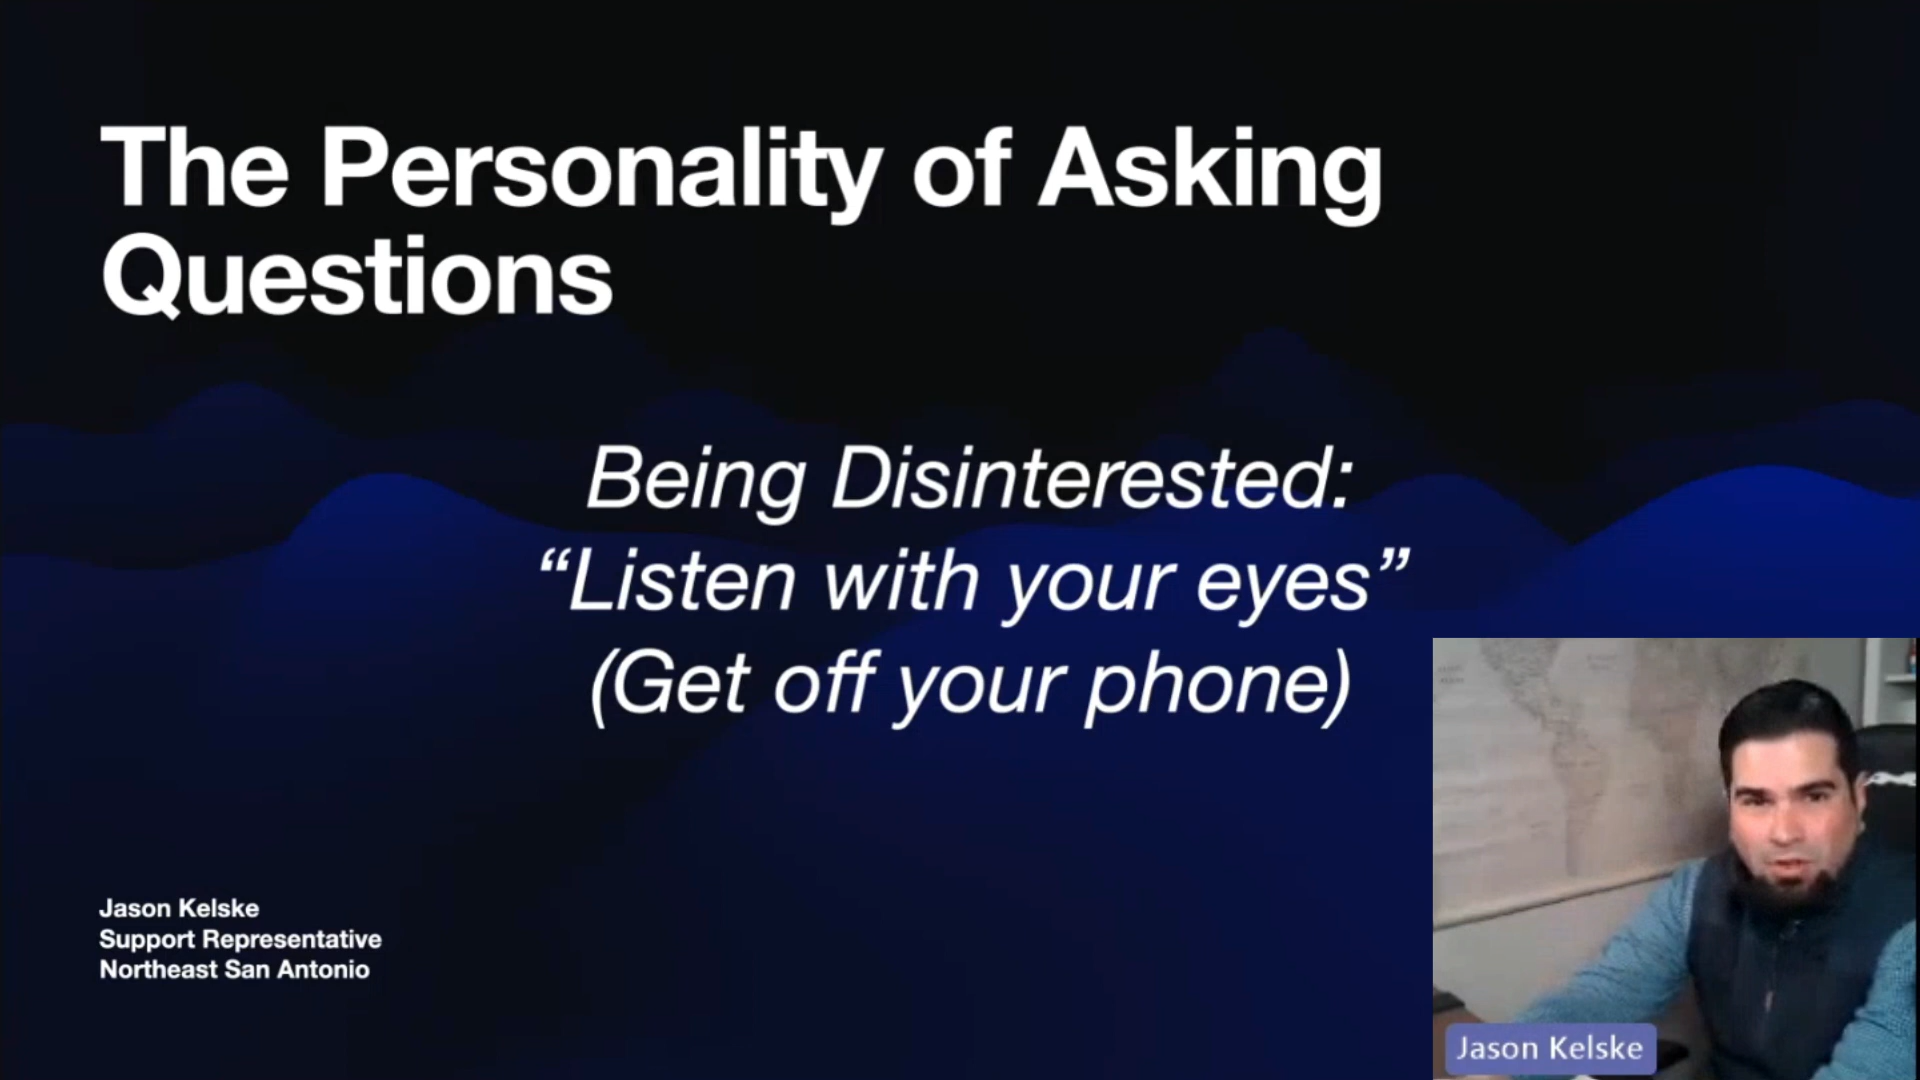 The Personality of Asking
Questions
Being Disinterested:
“Listen with your eyes”
(Get off your phone)
Jason Kelske
Support Representative
Northeast San Antonio
Jason Kelske